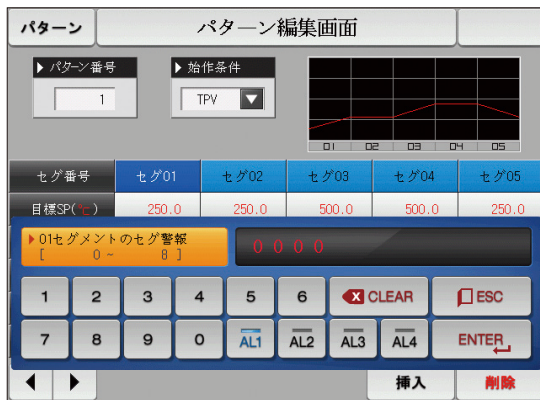 パターン
パターン編集画面
▶ パターン番号
▶ 始作条件
1
TPV
01 02 03 04 05
セグ番号 セグ01 セグ02 セグ03 セグ04 セグ05
目標SP(℃) 250.0 250.0 500.0 500.0 250.0
▶01セグメントのセグ警報
[ 0 ~ 8 ]
0 0 0 0
1 2 3 4 5 6 CLEAR ESC
7 8 9 0 AL1 AL2 AL3 AL4 ENTER
挿入 削除